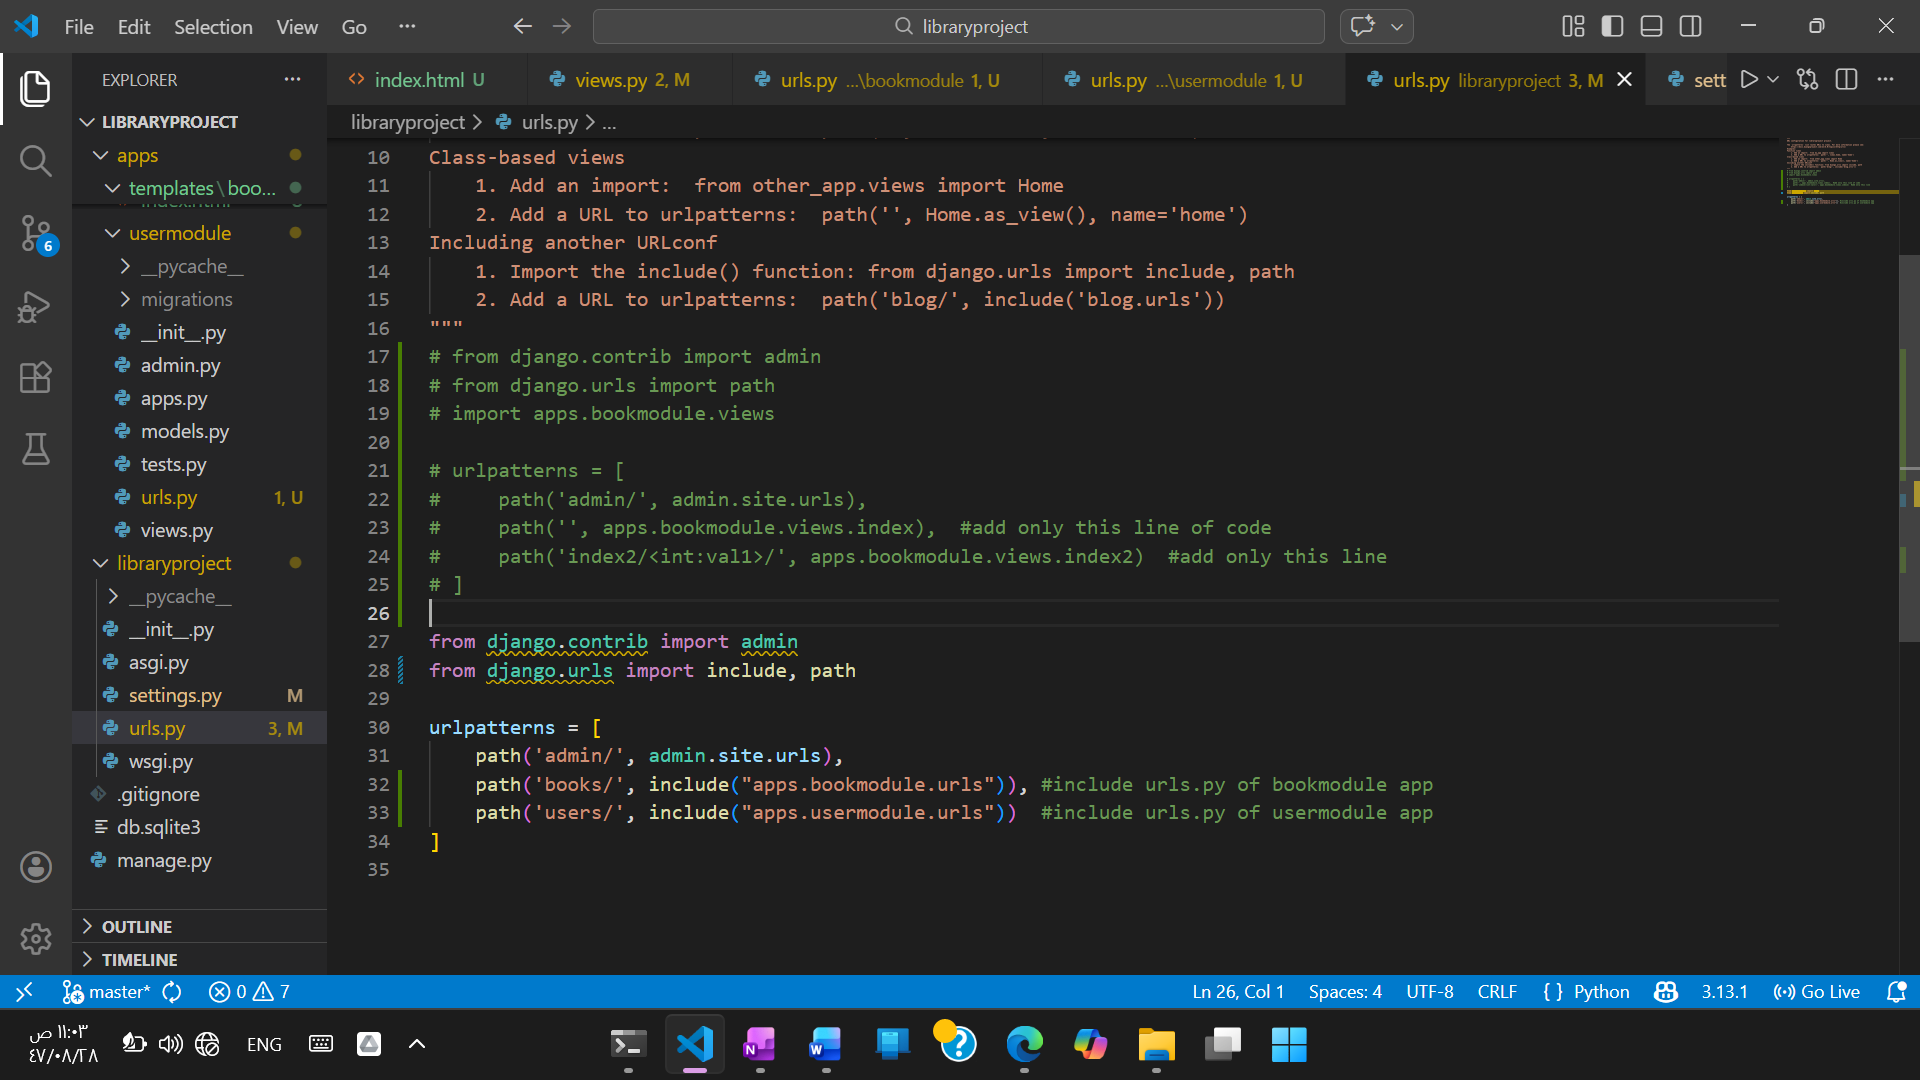 File Edit Selection View Go ···
libraryproject
EXPLORER ···
LIBRARYPROJECT
apps
templates\boo...
usermodule
__pycache__
migrations
__init__.py
admin.py
apps.py
models.py
tests.py
urls.py 1, U
views.py
libraryproject
__pycache__
__init__.py
asgi.py
settings.py M
urls.py 3, M
wsgi.py
.gitignore
db.sqlite3
manage.py
OUTLINE
TIMELINE
index.html U
views.py 2, M
urls.py ...\bookmodule 1, U
urls.py ...\usermodule 1, U
urls.py libraryproject 3, M
sett
libraryproject > urls.py > ...
10 Class-based views
11     1. Add an import:  from other_app.views import Home
12     2. Add a URL to urlpatterns:  path('', Home.as_view(), name='home')
13 Including another URLconf
14     1. Import the include() function: from django.urls import include, path
15     2. Add a URL to urlpatterns:  path('blog/', include('blog.urls'))
16 """
17 # from django.contrib import admin
18 # from django.urls import path
19 # import apps.bookmodule.views
20
21 # urlpatterns = [
22 #     path('admin/', admin.site.urls),
23 #     path('', apps.bookmodule.views.index),  #add only this line of code
24 #     path('index2/<int:val1>/', apps.bookmodule.views.index2)  #add only this line
25 # ]
26
27 from django.contrib import admin
28 from django.urls import include, path
29
30 urlpatterns = [
31     path('admin/', admin.site.urls),
32     path('books/', include("apps.bookmodule.urls")), #include urls.py of bookmodule app
33     path('users/', include("apps.usermodule.urls"))  #include urls.py of usermodule app
34 ]
35
6
master* 0 7
Ln 26, Col 1 Spaces: 4 UTF-8 CRLF { } Python 3.13.1 Go Live
١١:٠٣ ص
٤٧/٠٨/٢٨
ENG